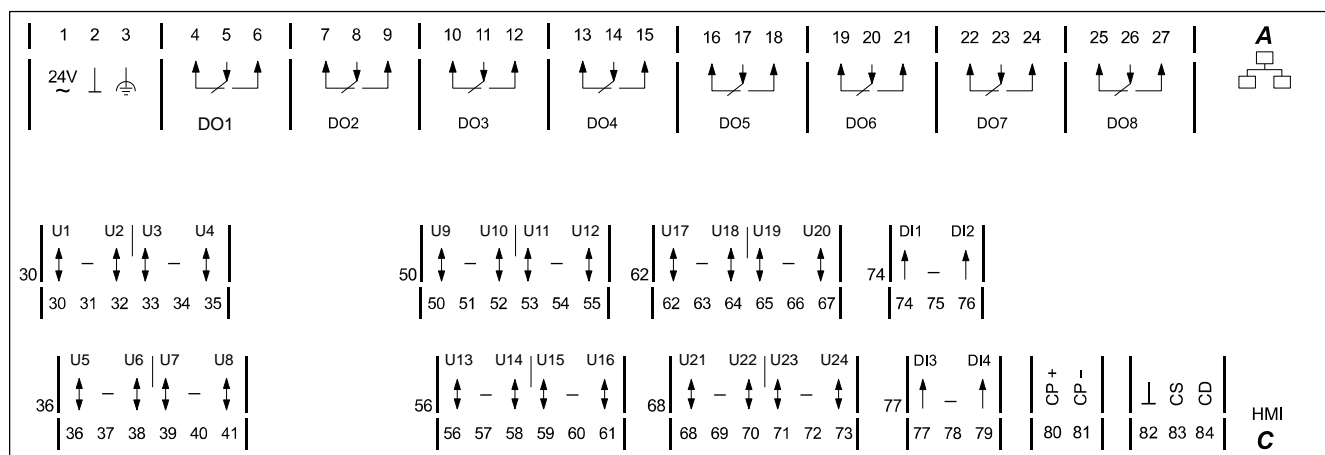 1 2 3 4 5 6 7 8 9 10 11 12 13 14 15 16 17 18 19 20 21 22 23 24 25 26 27 A
24V
~
DO1 DO2 DO3 DO4 DO5 DO6 DO7 DO8
U1 U2 U3 U4 U9 U10 U11 U12 U17 U18 U19 U20 DI1 DI2
30 – – 50 – – 62 – – 74 –
30 31 32 33 34 35 50 51 52 53 54 55 62 63 64 65 66 67 74 75 76
U5 U6 U7 U8 U13 U14 U15 U16 U21 U22 U23 U24 DI3 DI4 CP + CP – CS CD
36 – – 56 – – 68 – – 77 –
36 37 38 39 40 41 56 57 58 59 60 61 68 69 70 71 72 73 77 78 79 80 81 82 83 84
HMI
C